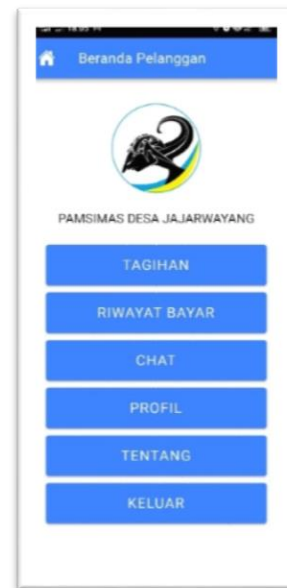 Beranda Pelanggan
PAMSIMAS DESA JAJARWAYANG
TAGIHAN
RIWAYAT BAYAR
CHAT
PROFIL
TENTANG
KELUAR